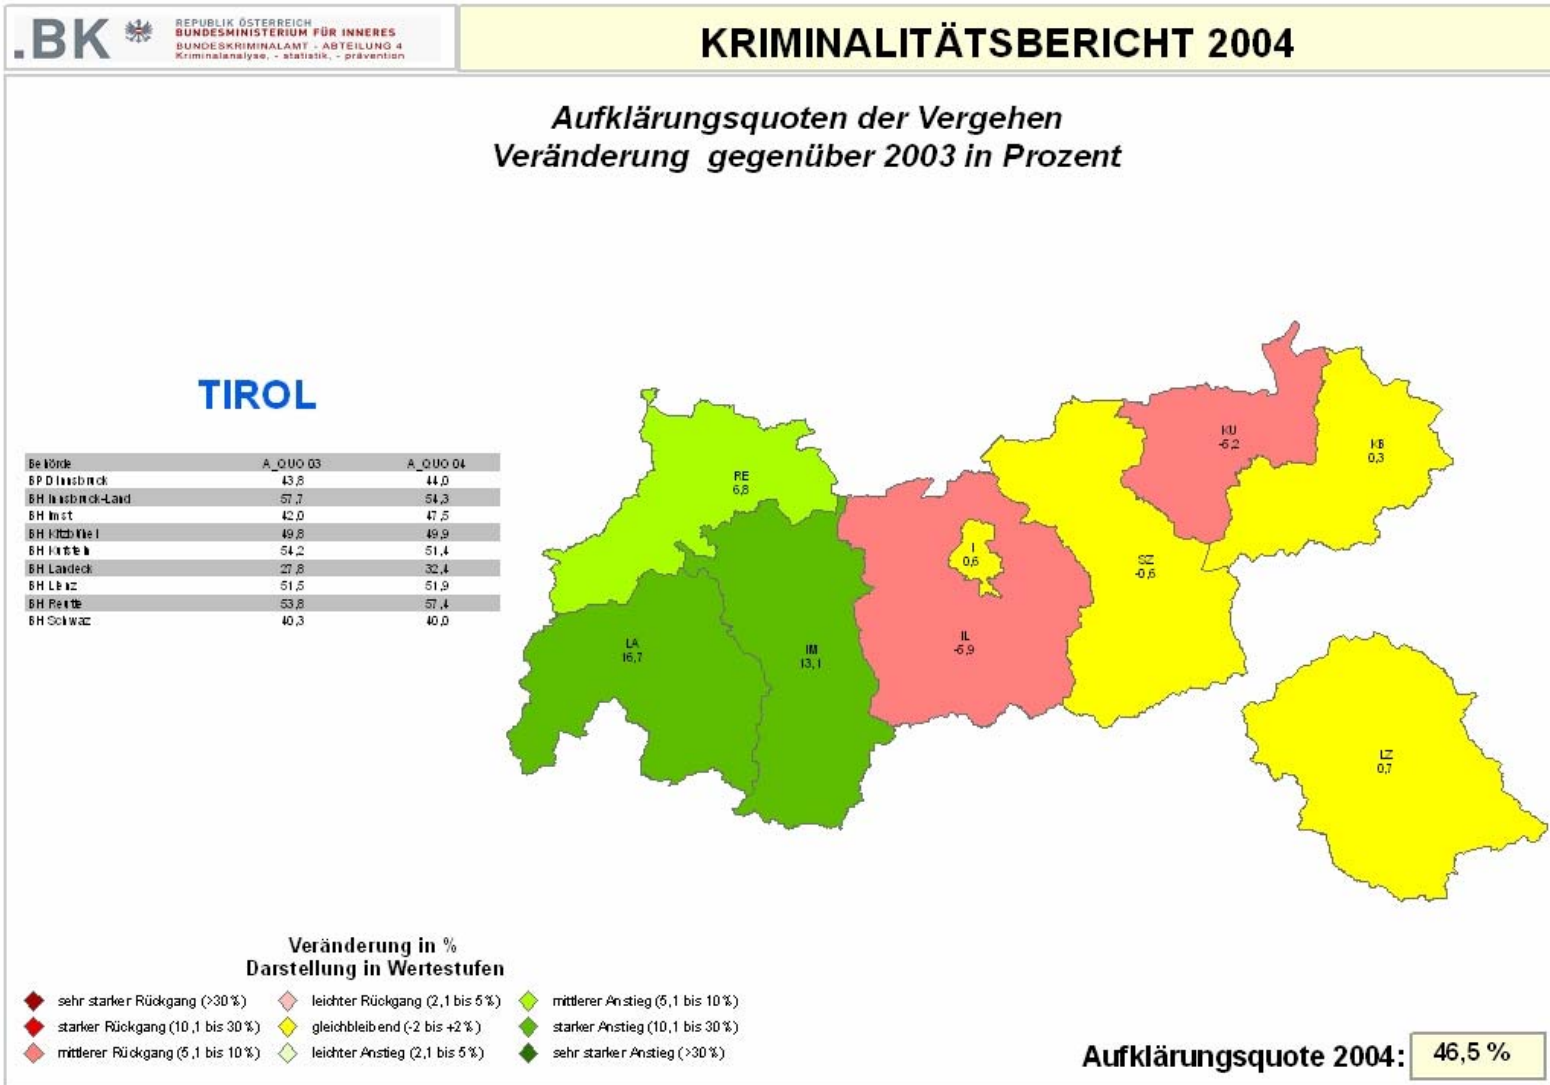 .BK
REPUBLIK ÖSTERREICH
BUNDESMINISTERIUM FÜR INNERES
BUNDESKRIMINALAMT - ABTEILUNG 4
Kriminalanalyse, - statistik, - prävention
KRIMINALITÄTSBERICHT 2004
Aufklärungsquoten der Vergehen
Veränderung gegenüber 2003 in Prozent
TIROL
Behörde A_QUO 03 A_QUO 04
BPD Innsbruck 43,8 44,0
BH Innsbruck-Land 57,7 54,3
BH Imst 42,0 47,5
BH Kitzbühel 49,8 49,9
BH Kufstein 54,2 51,4
BH Landeck 27,8 32,4
BH Lienz 51,5 51,9
BH Reutte 53,8 57,4
BH Schwaz 40,3 40,0
KU
-5,2
KB
0,3
RE
6,8
I
0,6
SZ
-0,6
LA
16,7
IM
13,1
IL
-5,9
LZ
0,7
Veränderung in %
Darstellung in Wertestufen
sehr starker Rückgang (>30%) leichter Rückgang (2,1 bis 5%) mittlerer Anstieg (5,1 bis 10%)
starker Rückgang (10,1 bis 30%) gleichbleibend (-2 bis +2%) starker Anstieg (10,1 bis 30%)
mittlerer Rückgang (5,1 bis 10%) leichter Anstieg (2,1 bis 5%) sehr starker Anstieg (>30%)
Aufklärungsquote 2004: 46,5 %